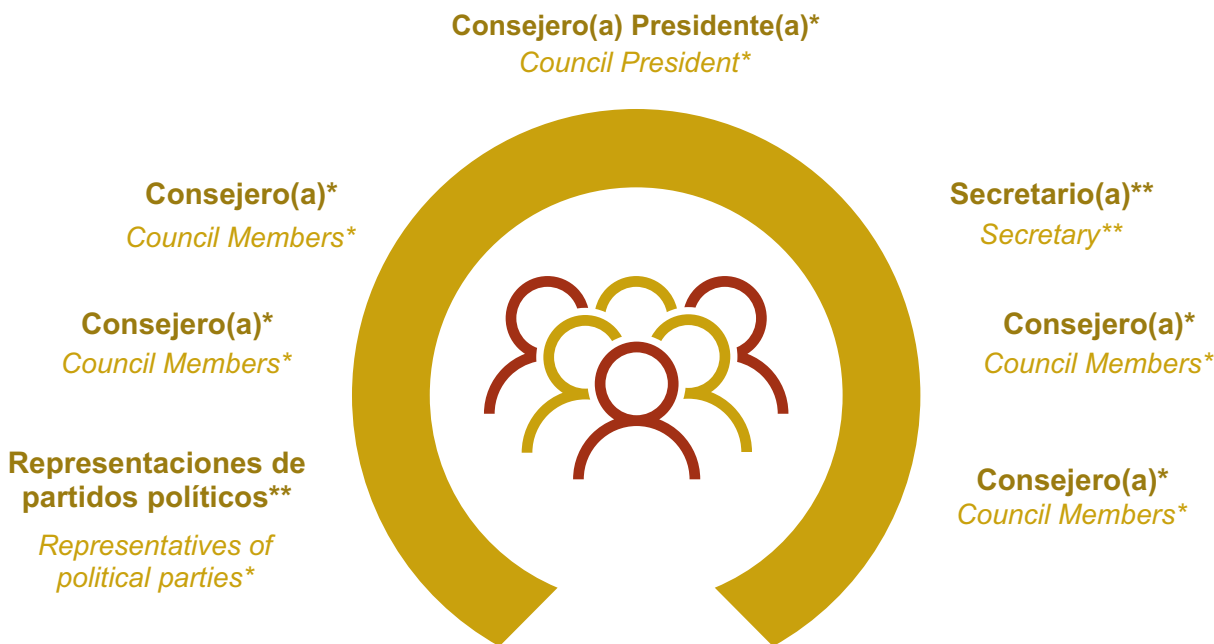 Consejero(a) Presidente(a)*
Council President*
Consejero(a)*
Council Members*
Secretario(a)**
Secretary**
Consejero(a)*
Council Members*
Consejero(a)*
Council Members*
Representaciones de
partidos políticos**
Representatives of
political parties*
Consejero(a)*
Council Members*